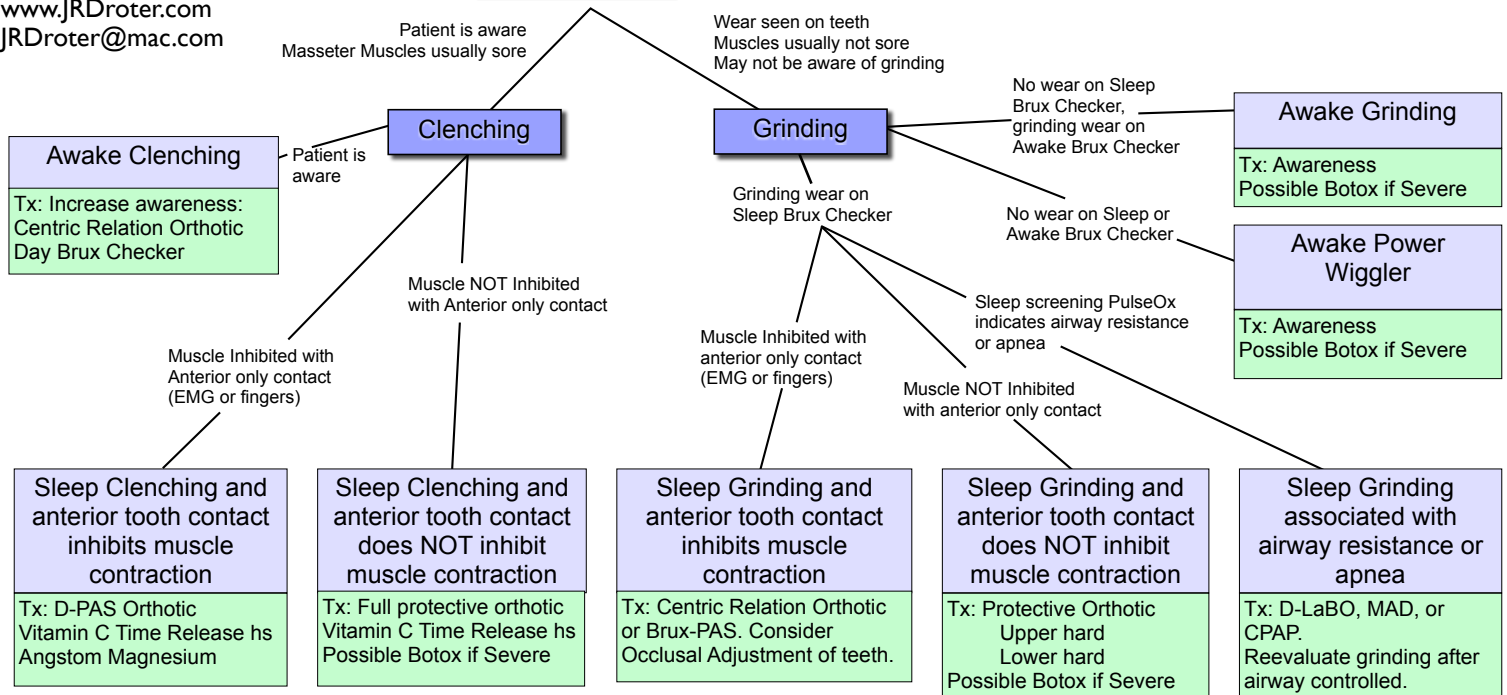 www.JRDroter.com
JRDroter@mac.com
Patient is aware
Masseter Muscles usually sore
Wear seen on teeth
Muscles usually not sore
May not be aware of grinding
Clenching
Grinding
No wear on Sleep
Brux Checker,
grinding wear on
Awake Brux Checker
Awake Grinding
Tx: Awareness
Possible Botox if Severe
Patient is
aware
Awake Clenching
Tx: Increase awareness:
Centric Relation Orthotic
Day Brux Checker
Grinding wear on
Sleep Brux Checker
No wear on Sleep or
Awake Brux Checker
Awake Power
Wiggler
Tx: Awareness
Possible Botox if Severe
Muscle NOT Inhibited
with Anterior only contact
Sleep screening PulseOx
indicates airway resistance
or apnea
Muscle Inhibited with
Anterior only contact
(EMG or fingers)
Muscle Inhibited with
anterior only contact
(EMG or fingers)
Muscle NOT Inhibited
with anterior only contact
Sleep Clenching and
anterior tooth contact
inhibits muscle
contraction
Tx: D-PAS Orthotic
Vitamin C Time Release hs
Angstom Magnesium
Sleep Clenching and
anterior tooth contact
does NOT inhibit
muscle contraction
Tx: Full protective orthotic
Vitamin C Time Release hs
Possible Botox if Severe
Sleep Grinding and
anterior tooth contact
inhibits muscle
contraction
Tx: Centric Relation Orthotic
or Brux-PAS. Consider
Occlusal Adjustment of teeth.
Sleep Grinding and
anterior tooth contact
does NOT inhibit
muscle contraction
Tx: Protective Orthotic
Upper hard
Lower hard
Possible Botox if Severe
Sleep Grinding
associated with
airway resistance or
apnea
Tx: D-LaBO, MAD, or
CPAP.
Reevaluate grinding after
airway controlled.